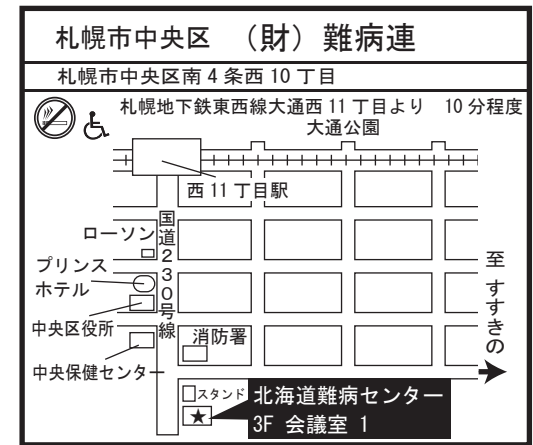 札幌市中央区　（財）難病連
札幌市中央区南４条西10丁目
札幌地下鉄東西線大通西11丁目より　10分程度
大通公園
西11丁目駅
国道２３０号線
ローソン
プリンス
ホテル
中央区役所
中央保健センター
消防署
至　すすきの
スタンド
北海道難病センター
★
3F 会議室 1